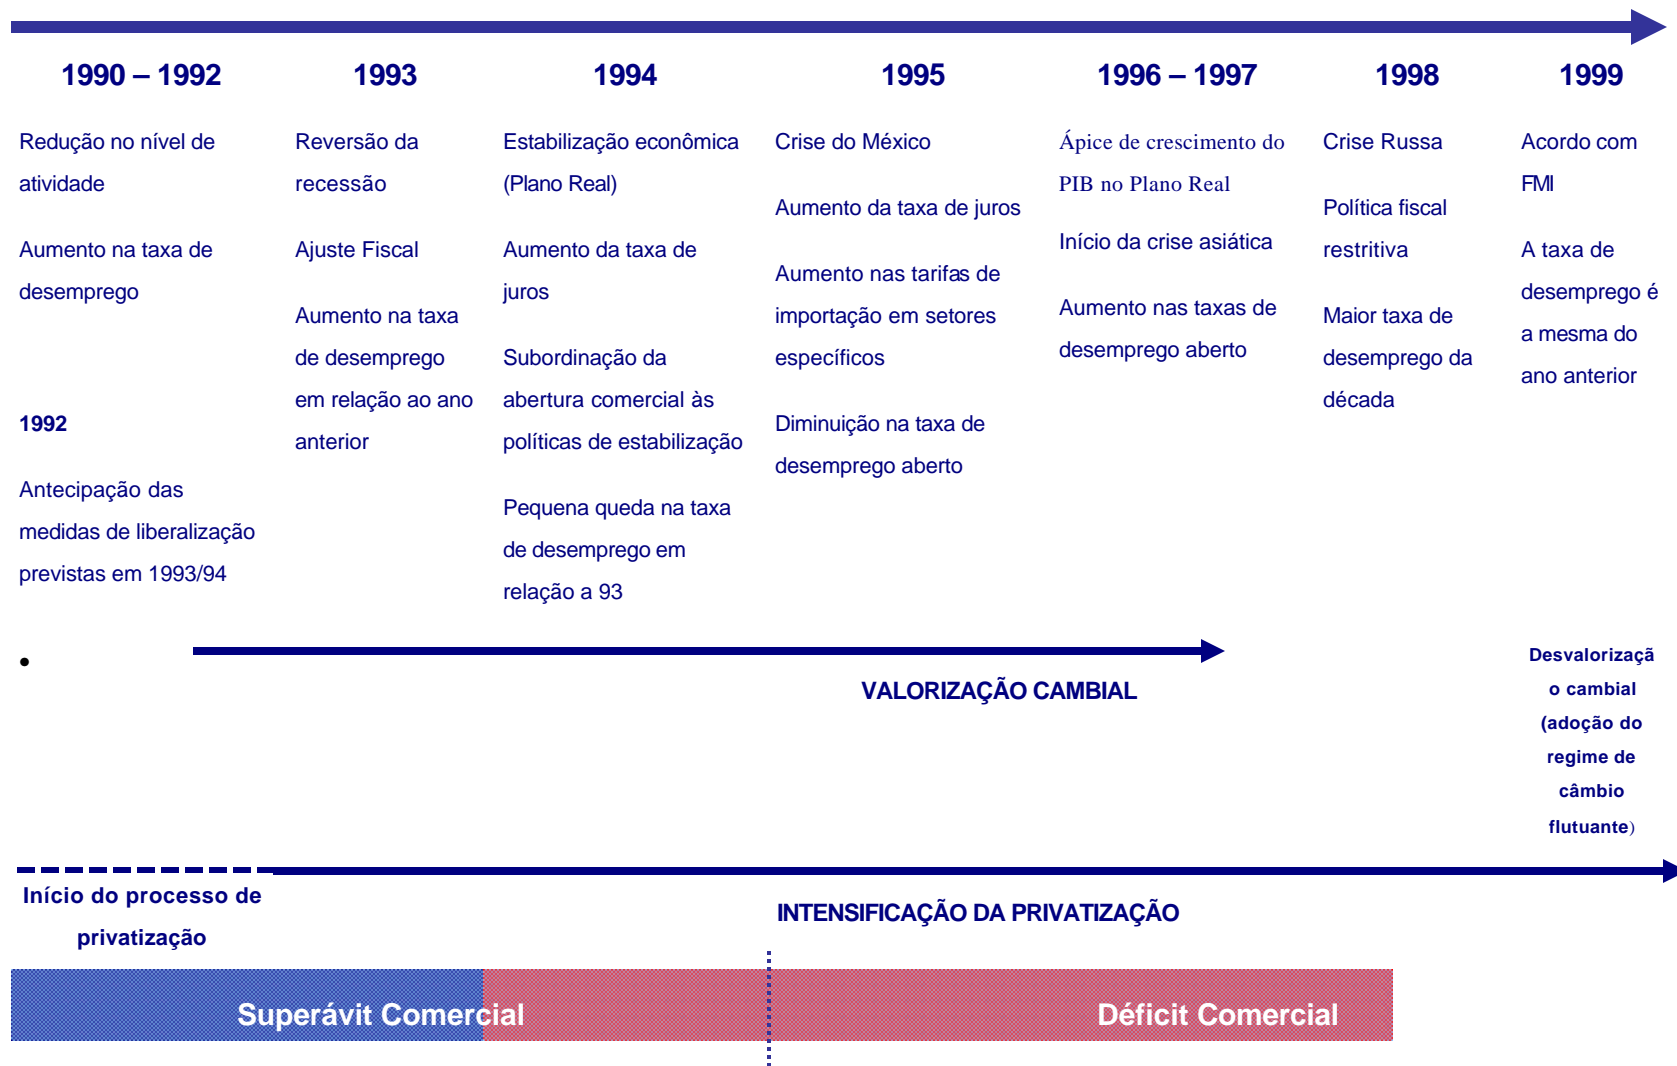 1990 – 1992
1993
1994
1995
1996 – 1997
1998
1999
Redução no nível de
atividade
Aumento na taxa de
desemprego
1992
Antecipação das
medidas de liberalização
previstas em 1993/94
Reversão da
recessão
Ajuste Fiscal
Aumento na taxa
de desemprego
em relação ao ano
anterior
Estabilização econômica
(Plano Real)
Aumento da taxa de
juros
Subordinação da
abertura comercial às
políticas de estabilização
Pequena queda na taxa
de desemprego em
relação a 93
Crise do México
Aumento da taxa de juros
Aumento nas tarifas de
importação em setores
específicos
Diminuição na taxa de
desemprego aberto
Ápice de crescimento do
PIB no Plano Real
Início da crise asiática
Aumento nas taxas de
desemprego aberto
Crise Russa
Política fiscal
restritiva
Maior taxa de
desemprego da
década
Acordo com
FMI
A taxa de
desemprego é
a mesma do
ano anterior
•
VALORIZAÇÃO CAMBIAL
Desvalorizaçã
o cambial
(adoção do
regime de
câmbio
flutuante)
Início do processo de
privatização
INTENSIFICAÇÃO DA PRIVATIZAÇÃO
Superávit Comercial
Déficit Comercial